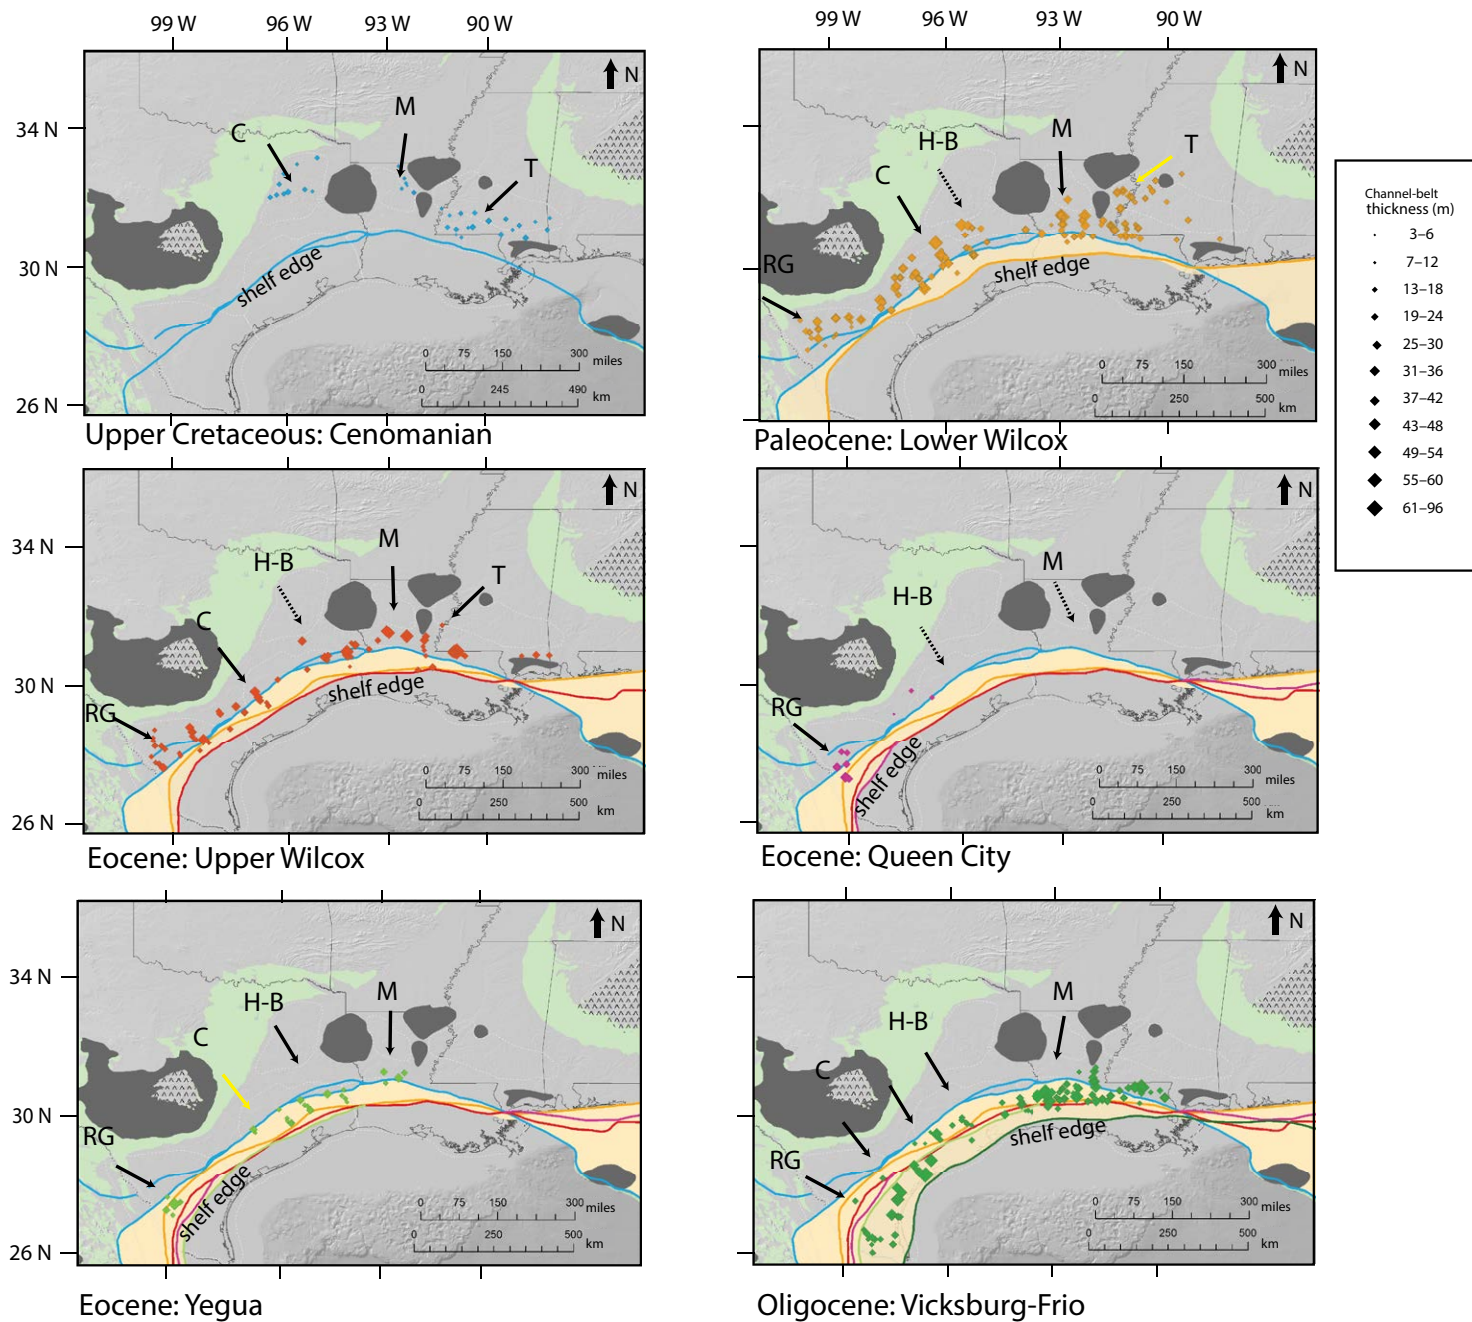 99 W 96 W 93 W 90 W
99 W 96 W 93 W 90 W
34 N
30 N
26 N
N
C
M
T
shelf edge
0 75 150 300 miles
0 245 490 km
Upper Cretaceous: Cenomanian
N
RG
C
H-B
M
T
shelf edge
0 75 150 300 miles
0 250 500 km
Paleocene: Lower Wilcox
Channel-belt
thickness (m)
3–6
7–12
13–18
19–24
25–30
31–36
37–42
43–48
49–54
55–60
61–96
34 N
30 N
26 N
N
RG
C
H-B
M
T
shelf edge
0 75 150 300 miles
0 250 500 km
Eocene: Upper Wilcox
N
RG
H-B
M
shelf edge
0 75 150 300 miles
0 250 500 km
Eocene: Queen City
34 N
30 N
26 N
N
RG
C
H-B
M
shelf edge
0 75 150 300 miles
0 250 500 km
Eocene: Yegua
N
RG
C
H-B
M
shelf edge
0 75 150 300 miles
0 250 500 km
Oligocene: Vicksburg-Frio